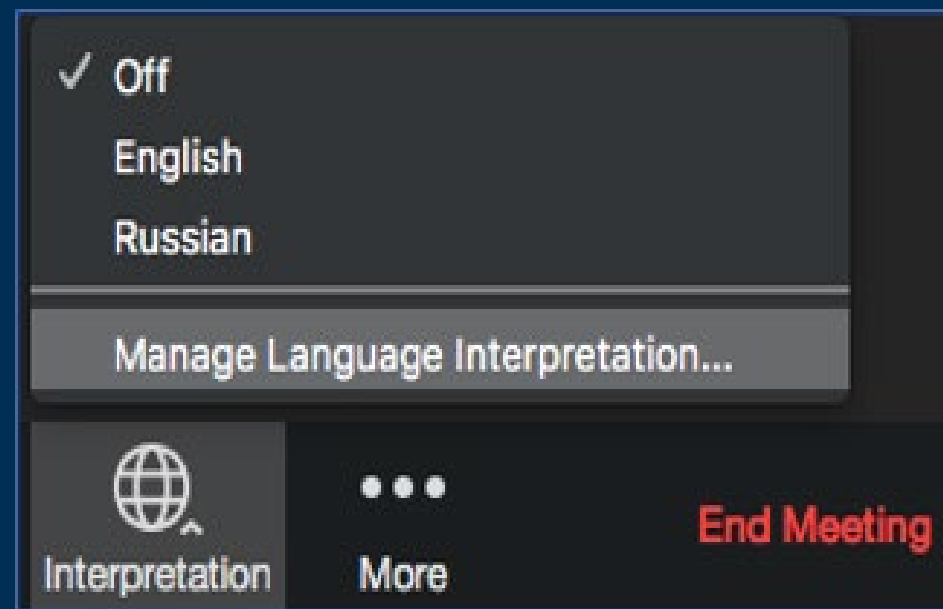 Off
English
Russian
Manage Language Interpretation...
Interpretation
More
End Meeting